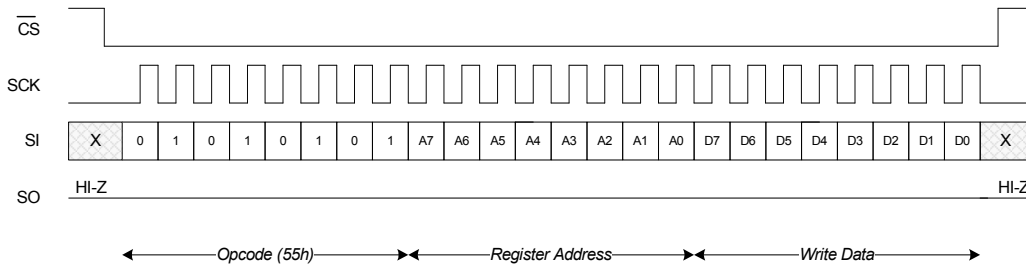 CS
SCK
SI X 0 1 0 1 0 1 0 1 A7 A6 A5 A4 A3 A2 A1 A0 D7 D6 D5 D4 D3 D2 D1 D0 X
HI-Z HI-Z
SO
Opcode (55h) Register Address Write Data